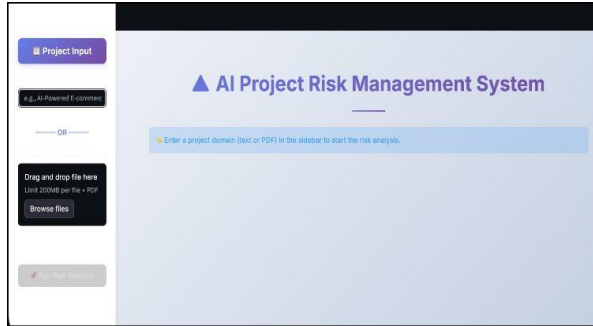 Project Input
e.g., AI-Powered E-commerc
OR
Drag and drop file here
Limit 200MB per file • PDF
Browse files
Run Risk Analysis
AI Project Risk Management System
Enter a project domain (text or PDF) in the sidebar to start the risk analysis.